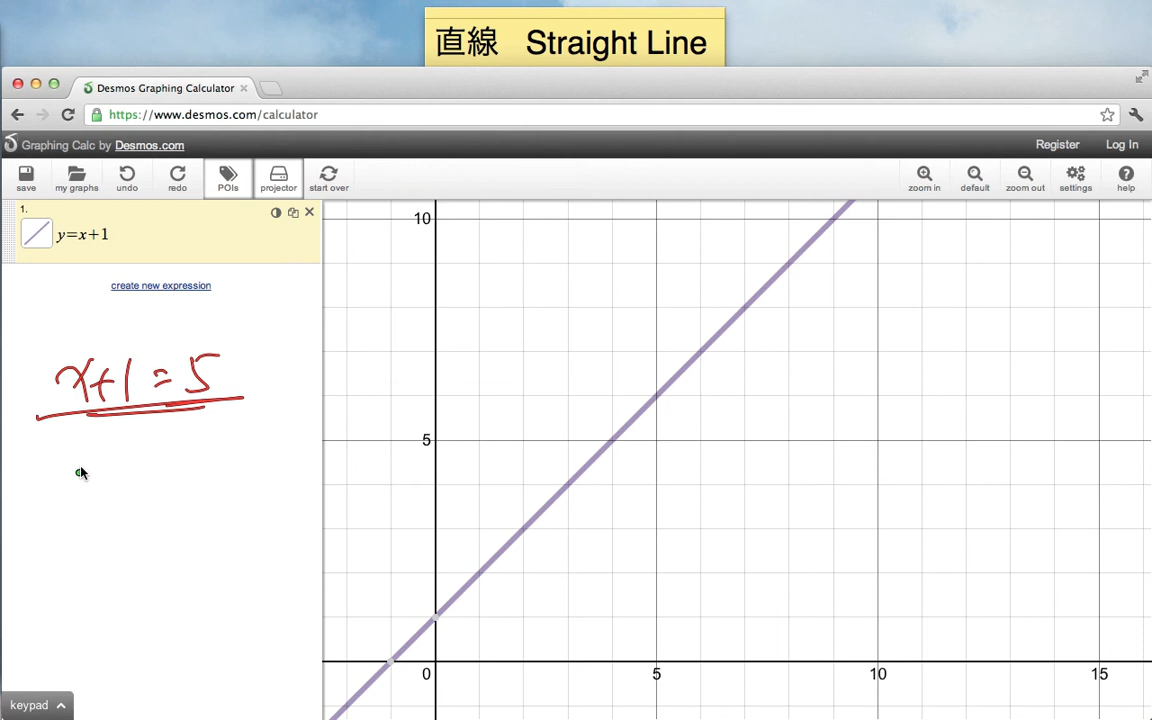 直線 Straight Line
Desmos Graphing Calculator
https://www.desmos.com/calculator
Graphing Calc by Desmos.com
Register
Log In
save
my graphs
undo
redo
POIs
projector
start over
zoom in
default
zoom out
settings
help
1.
y=x+1
create new expression
x+1=5
10
5
0
5
10
15
keypad